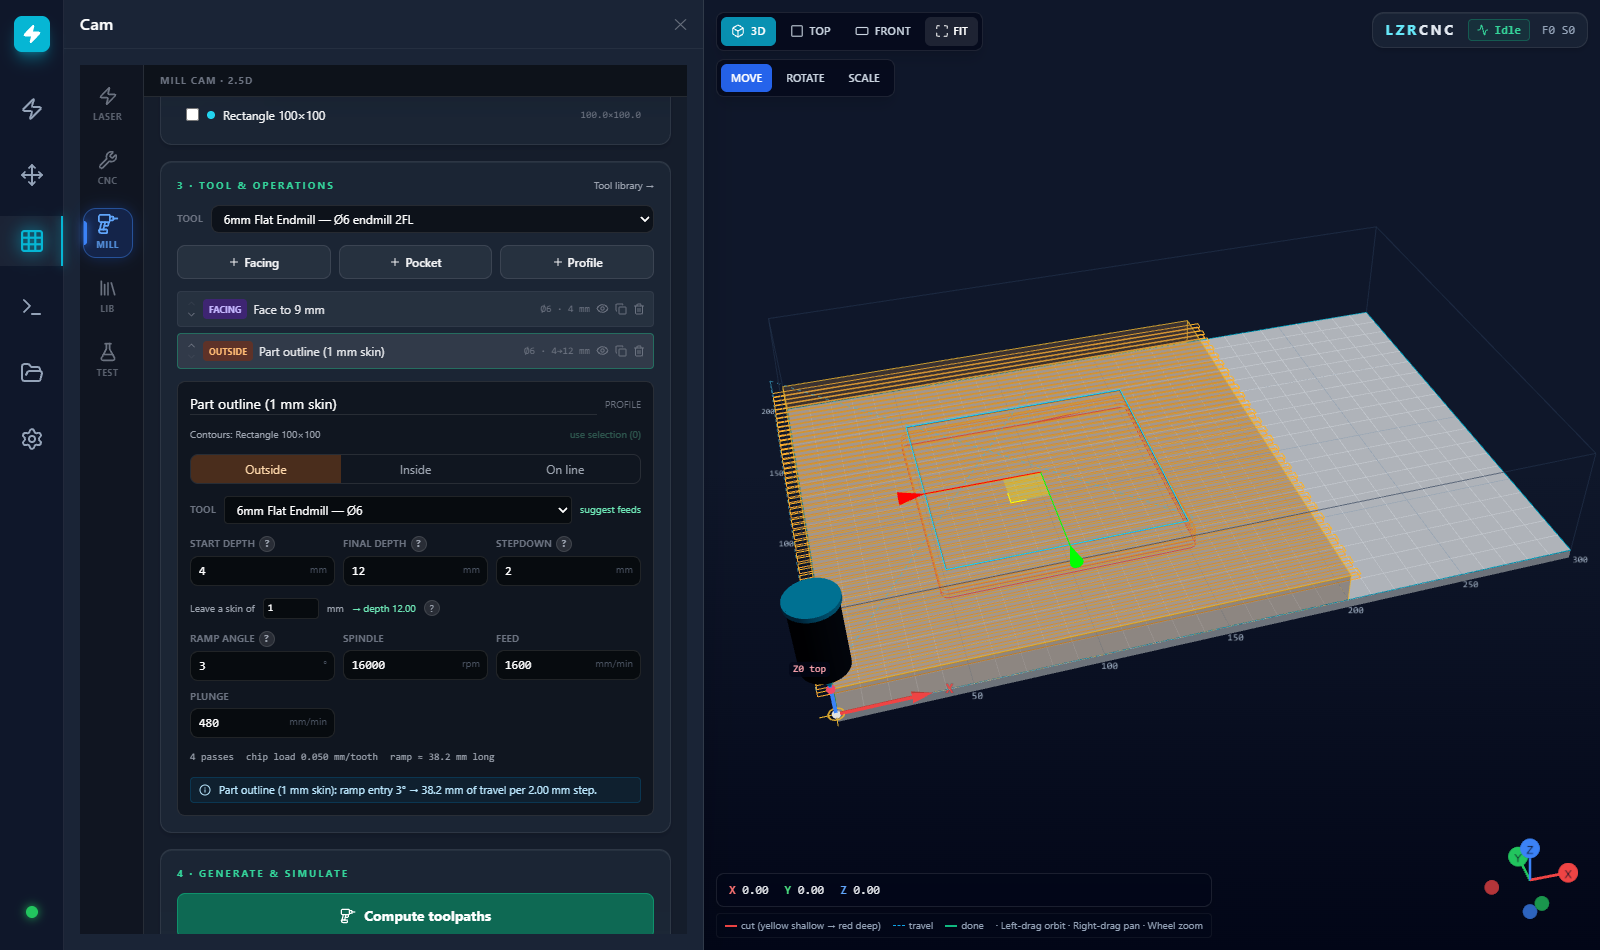 Cam
3D
TOP
FRONT
FIT
LZRCNC
Idle
F0 S0
MOVE
ROTATE
SCALE
LASER
CNC
MILL
LIB
TEST
MILL CAM · 2.5D
Rectangle 100×100
100.0×100.0
3 · TOOL & OPERATIONS
Tool library →
TOOL
6mm Flat Endmill — Ø6 endmill 2FL
+ Facing
+ Pocket
+ Profile
FACING
Face to 9 mm
Ø6 · 4 mm
OUTSIDE
Part outline (1 mm skin)
Ø6 · 4→12 mm
Part outline (1 mm skin)
PROFILE
Contours: Rectangle 100×100
use selection (0)
Outside
Inside
On line
TOOL
6mm Flat Endmill — Ø6
suggest feeds
START DEPTH ?
FINAL DEPTH ?
STEPDOWN ?
4 mm
12 mm
2 mm
Leave a skin of 1 mm → depth 12.00 ?
RAMP ANGLE ?
SPINDLE
FEED
3 °
16000 rpm
1600 mm/min
PLUNGE
480 mm/min
4 passes chip load 0.050 mm/tooth ramp ≈ 38.2 mm long
Part outline (1 mm skin): ramp entry 3° → 38.2 mm of travel per 2.00 mm step.
4 · GENERATE & SIMULATE
Compute toolpaths
200
150
100
Z0 top
X
50
100
150
200
250
300
Y
Z
X
X 0.00 Y 0.00 Z 0.00
cut (yellow shallow → red deep) --- travel done · Left-drag orbit · Right-drag pan · Wheel zoom